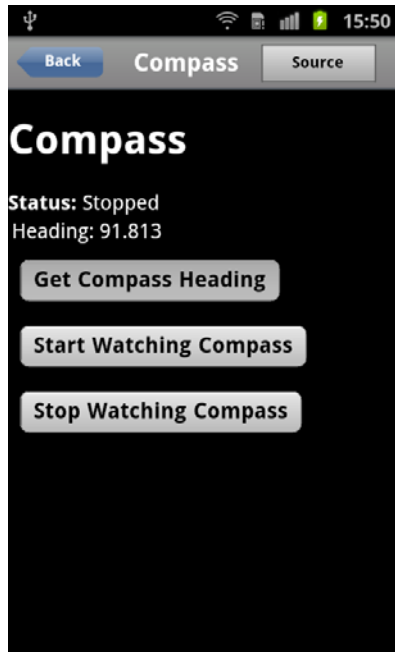 15:50
Back Compass Source
Compass
Status: Stopped
Heading: 91.813
Get Compass Heading
Start Watching Compass
Stop Watching Compass